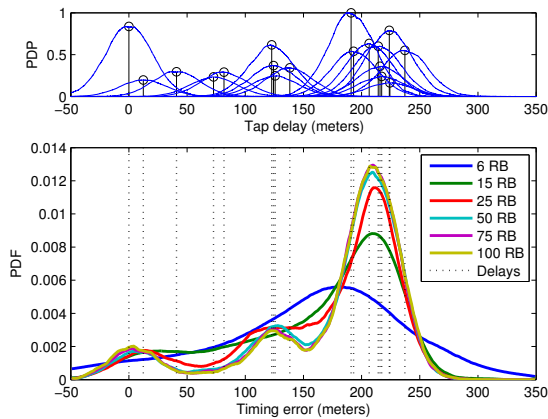 1
0.5
0
PDP
−50 0 50 100 150 200 250 300 350
Tap delay (meters)
0.014
0.012
0.01
0.008
0.006
0.004
0.002
0
PDF
6 RB
15 RB
25 RB
50 RB
75 RB
100 RB
Delays
−50 0 50 100 150 200 250 300 350
Timing error (meters)